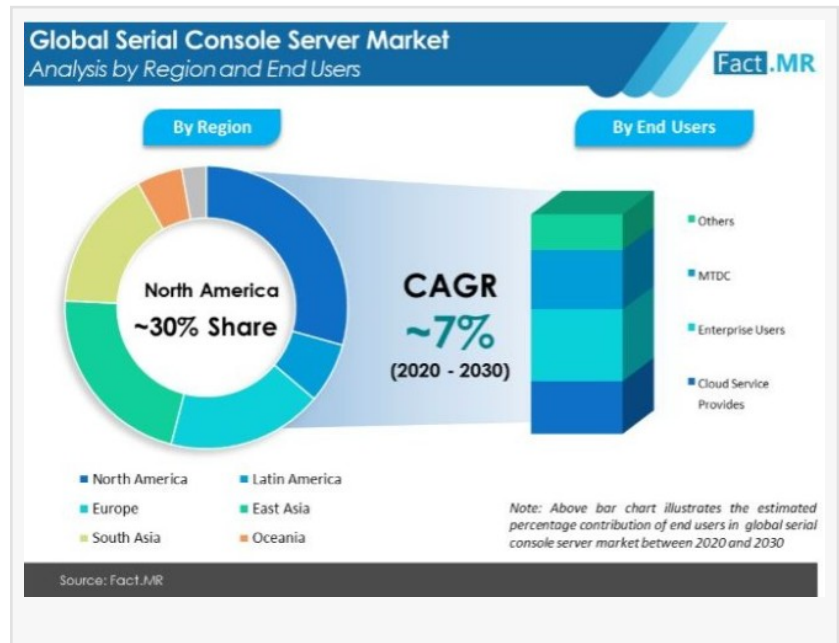 Global Serial Console Server Market
Analysis by Region and End Users
Fact.MR
By Region
By End Users
North America
~30% Share
CAGR
~7%
(2020 - 2030)
Others
MTDC
Enterprise Users
Cloud Service
Provides
North America
Latin America
Europe
East Asia
South Asia
Oceania
Note: Above bar chart illustrates the estimated
percentage contribution of end users in global serial
console server market between 2020 and 2030
Source: Fact.MR